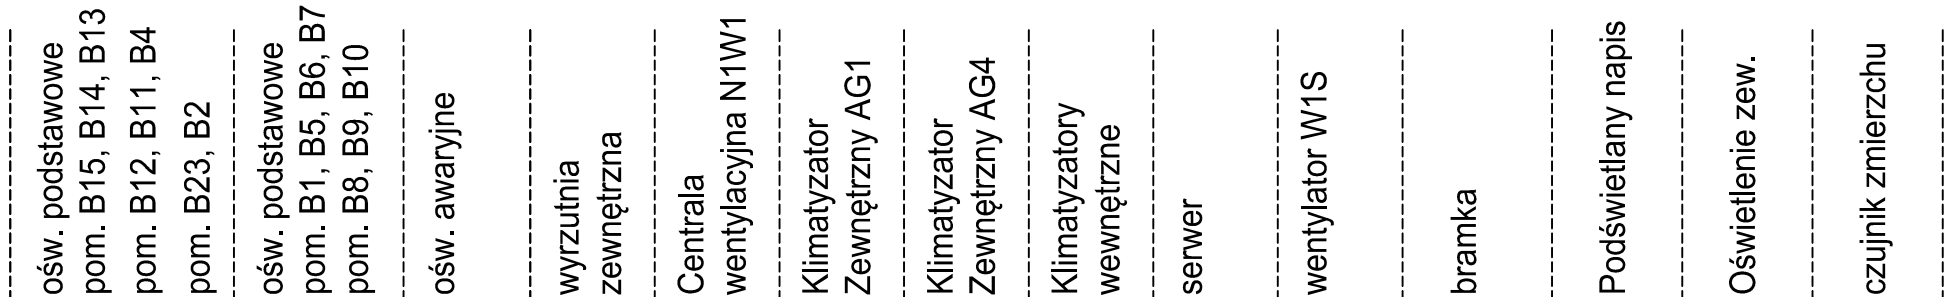 ośw. podstawowe
pom. B15, B14, B13
pom. B12, B11, B4
pom. B23, B2
ośw. podstawowe
pom. B1, B5, B6, B7
pom. B8, B9, B10
ośw. awaryjne
wyrzutnia
zewnętrzna
Centrala
wentylacyjna N1W1
Klimatyzator
Zewnętrzny AG1
Klimatyzator
Zewnętrzny AG4
Klimatyzatory
wewnętrzne
serwer
wentylator W1S
bramka
Podświetlany napis
Oświetlenie zew.
czujnik zmierzchu